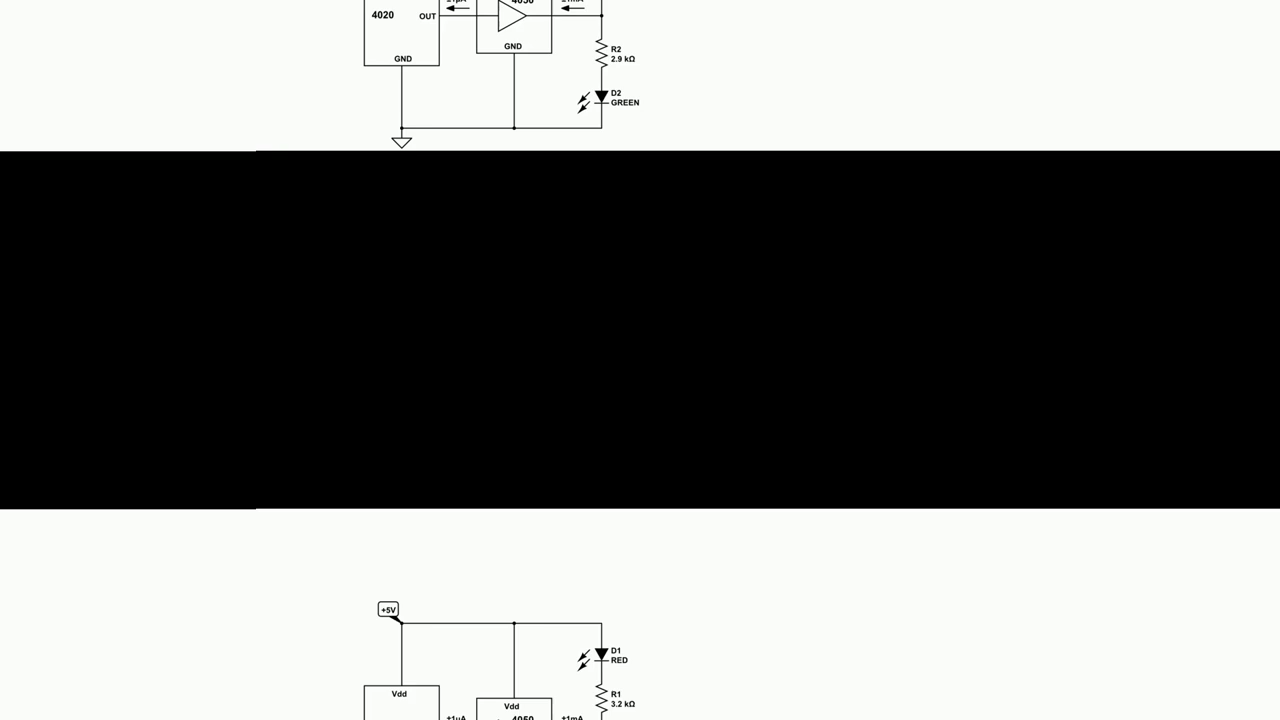 4020
OUT
GND
GND
R2
2.9 kΩ
D2
GREEN
+5V
D1
RED
Vdd
R1
3.2 kΩ
Vdd